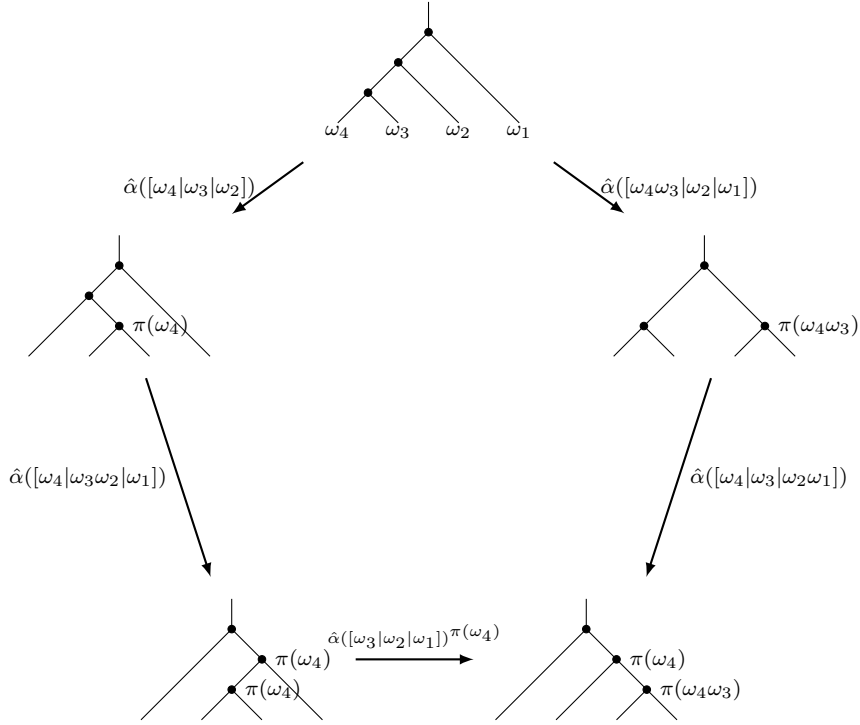 ω₄ ω₃ ω₂ ω₁
α̂([ω₄|ω₃|ω₂])
α̂([ω₄ω₃|ω₂|ω₁])
π(ω₄)
π(ω₄ω₃)
α̂([ω₄|ω₃ω₂|ω₁])
α̂([ω₄|ω₃|ω₂ω₁])
α̂([ω₃|ω₂|ω₁])^π(ω₄)
π(ω₄)
π(ω₄)
π(ω₄)
π(ω₄ω₃)